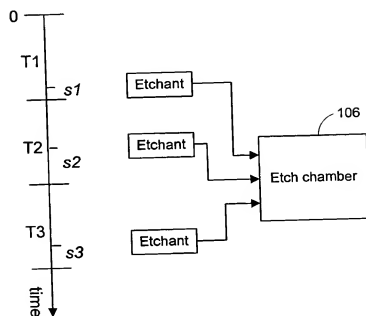 0
T1
s1
T2
s2
T3
s3
time
Etchant
Etchant
Etchant
106
Etch chamber